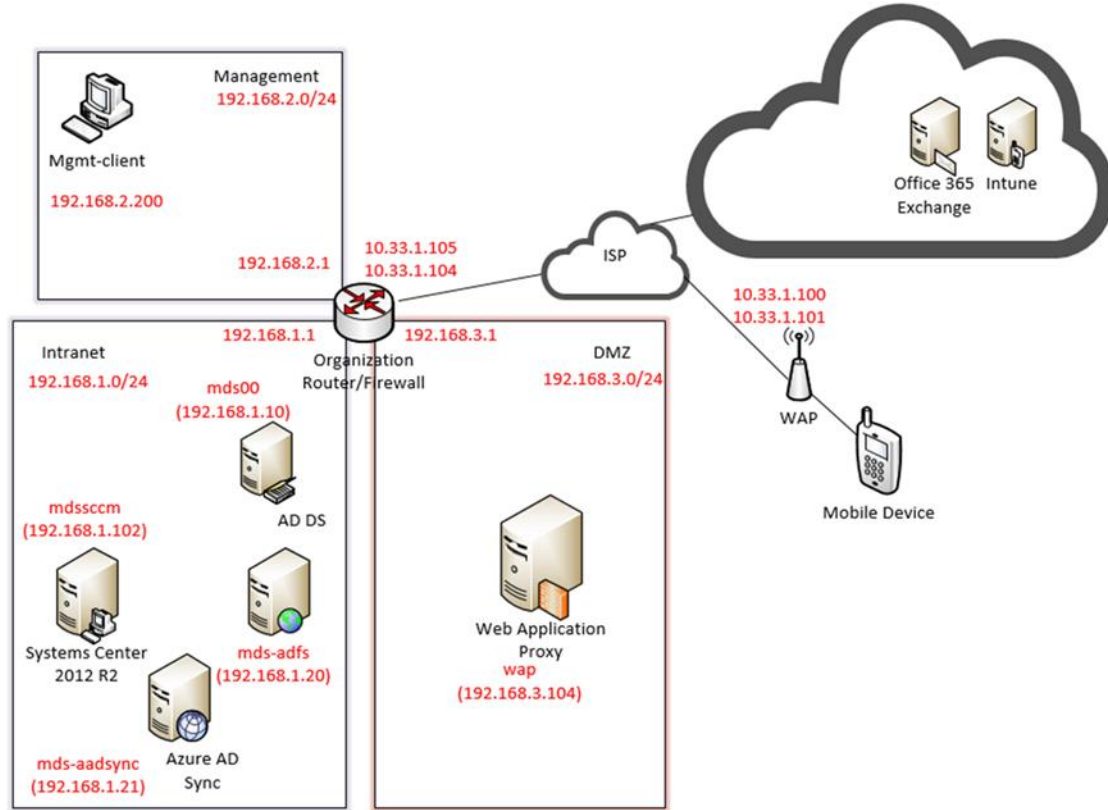 Management
192.168.2.0/24
Mgmt-client
192.168.2.200
192.168.2.1
10.33.1.105
10.33.1.104
ISP
Office 365
Exchange
Intune
10.33.1.100
10.33.1.101
WAP
Mobile Device
192.168.1.1
192.168.3.1
Organization
Router/Firewall
Intranet
192.168.1.0/24
mds00
(192.168.1.10)
AD DS
mdssccm
(192.168.1.102)
Systems Center
2012 R2
mds-adfs
(192.168.1.20)
mds-aadsync
(192.168.1.21)
Azure AD
Sync
DMZ
192.168.3.0/24
Web Application
Proxy
wap
(192.168.3.104)